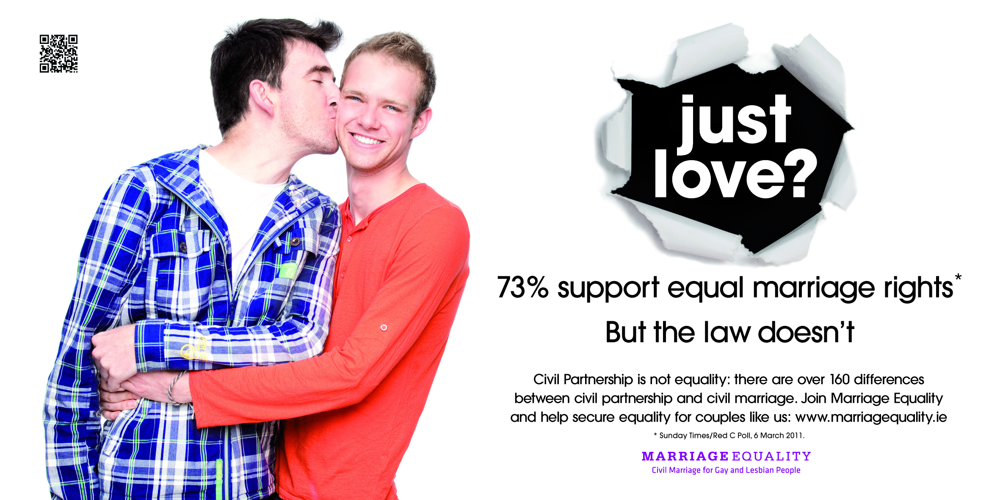 just
love?
73% support equal marriage rights*
But the law doesn't
Civil Partnership is not equality: there are over 160 differences
between civil partnership and civil marriage. Join Marriage Equality
and help secure equality for couples like us: www.marriagequality.ie
* Sunday Times/Red C Poll, 6 March 2011.
MARRIAGE EQUALITY
Civil Marriage for Gay and Lesbian People